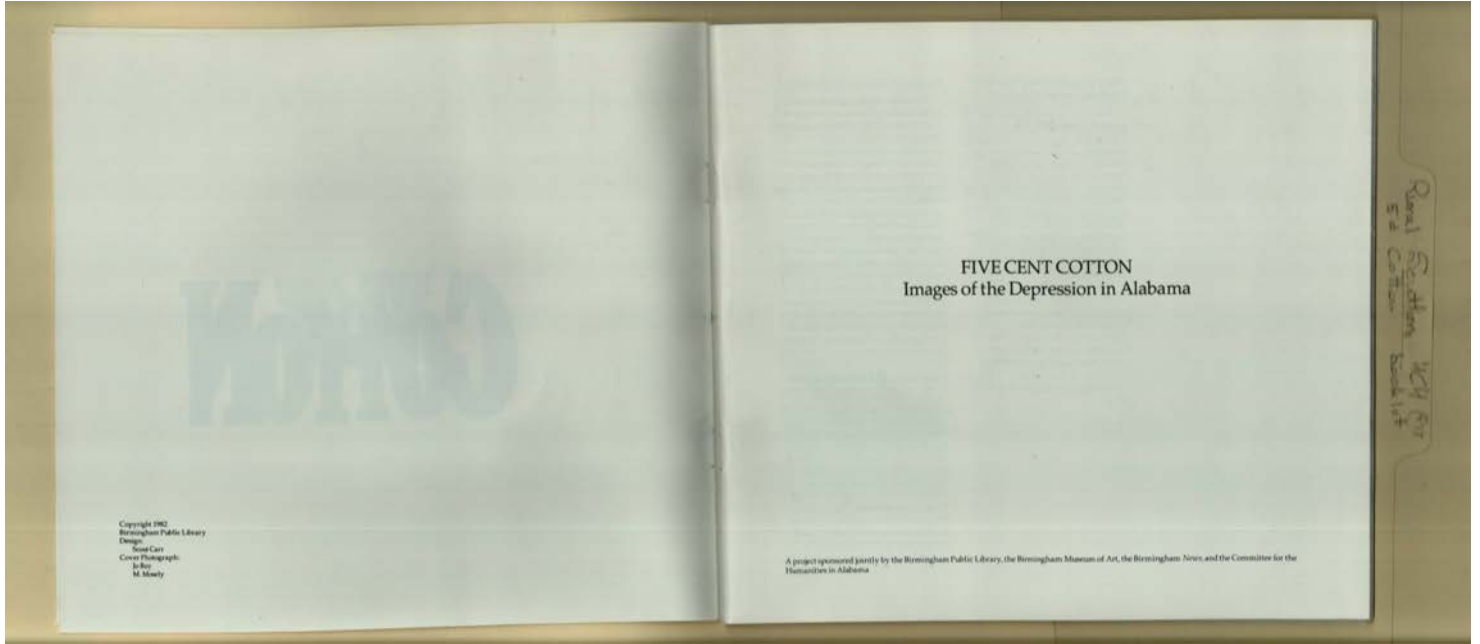 Copyright 1982
Birmingham Public Library
Design:
Scout Carr
Cover Photograph:
Jo Roy
M. Mosely
FIVE CENT COTTON
Images of the Depression in Alabama
A project sponsored jointly by the Birmingham Public Library, the Birmingham Museum of Art, the Birmingham News, and the Committee for the
Humanities in Alabama
Rural
5¢ Cotton booklet